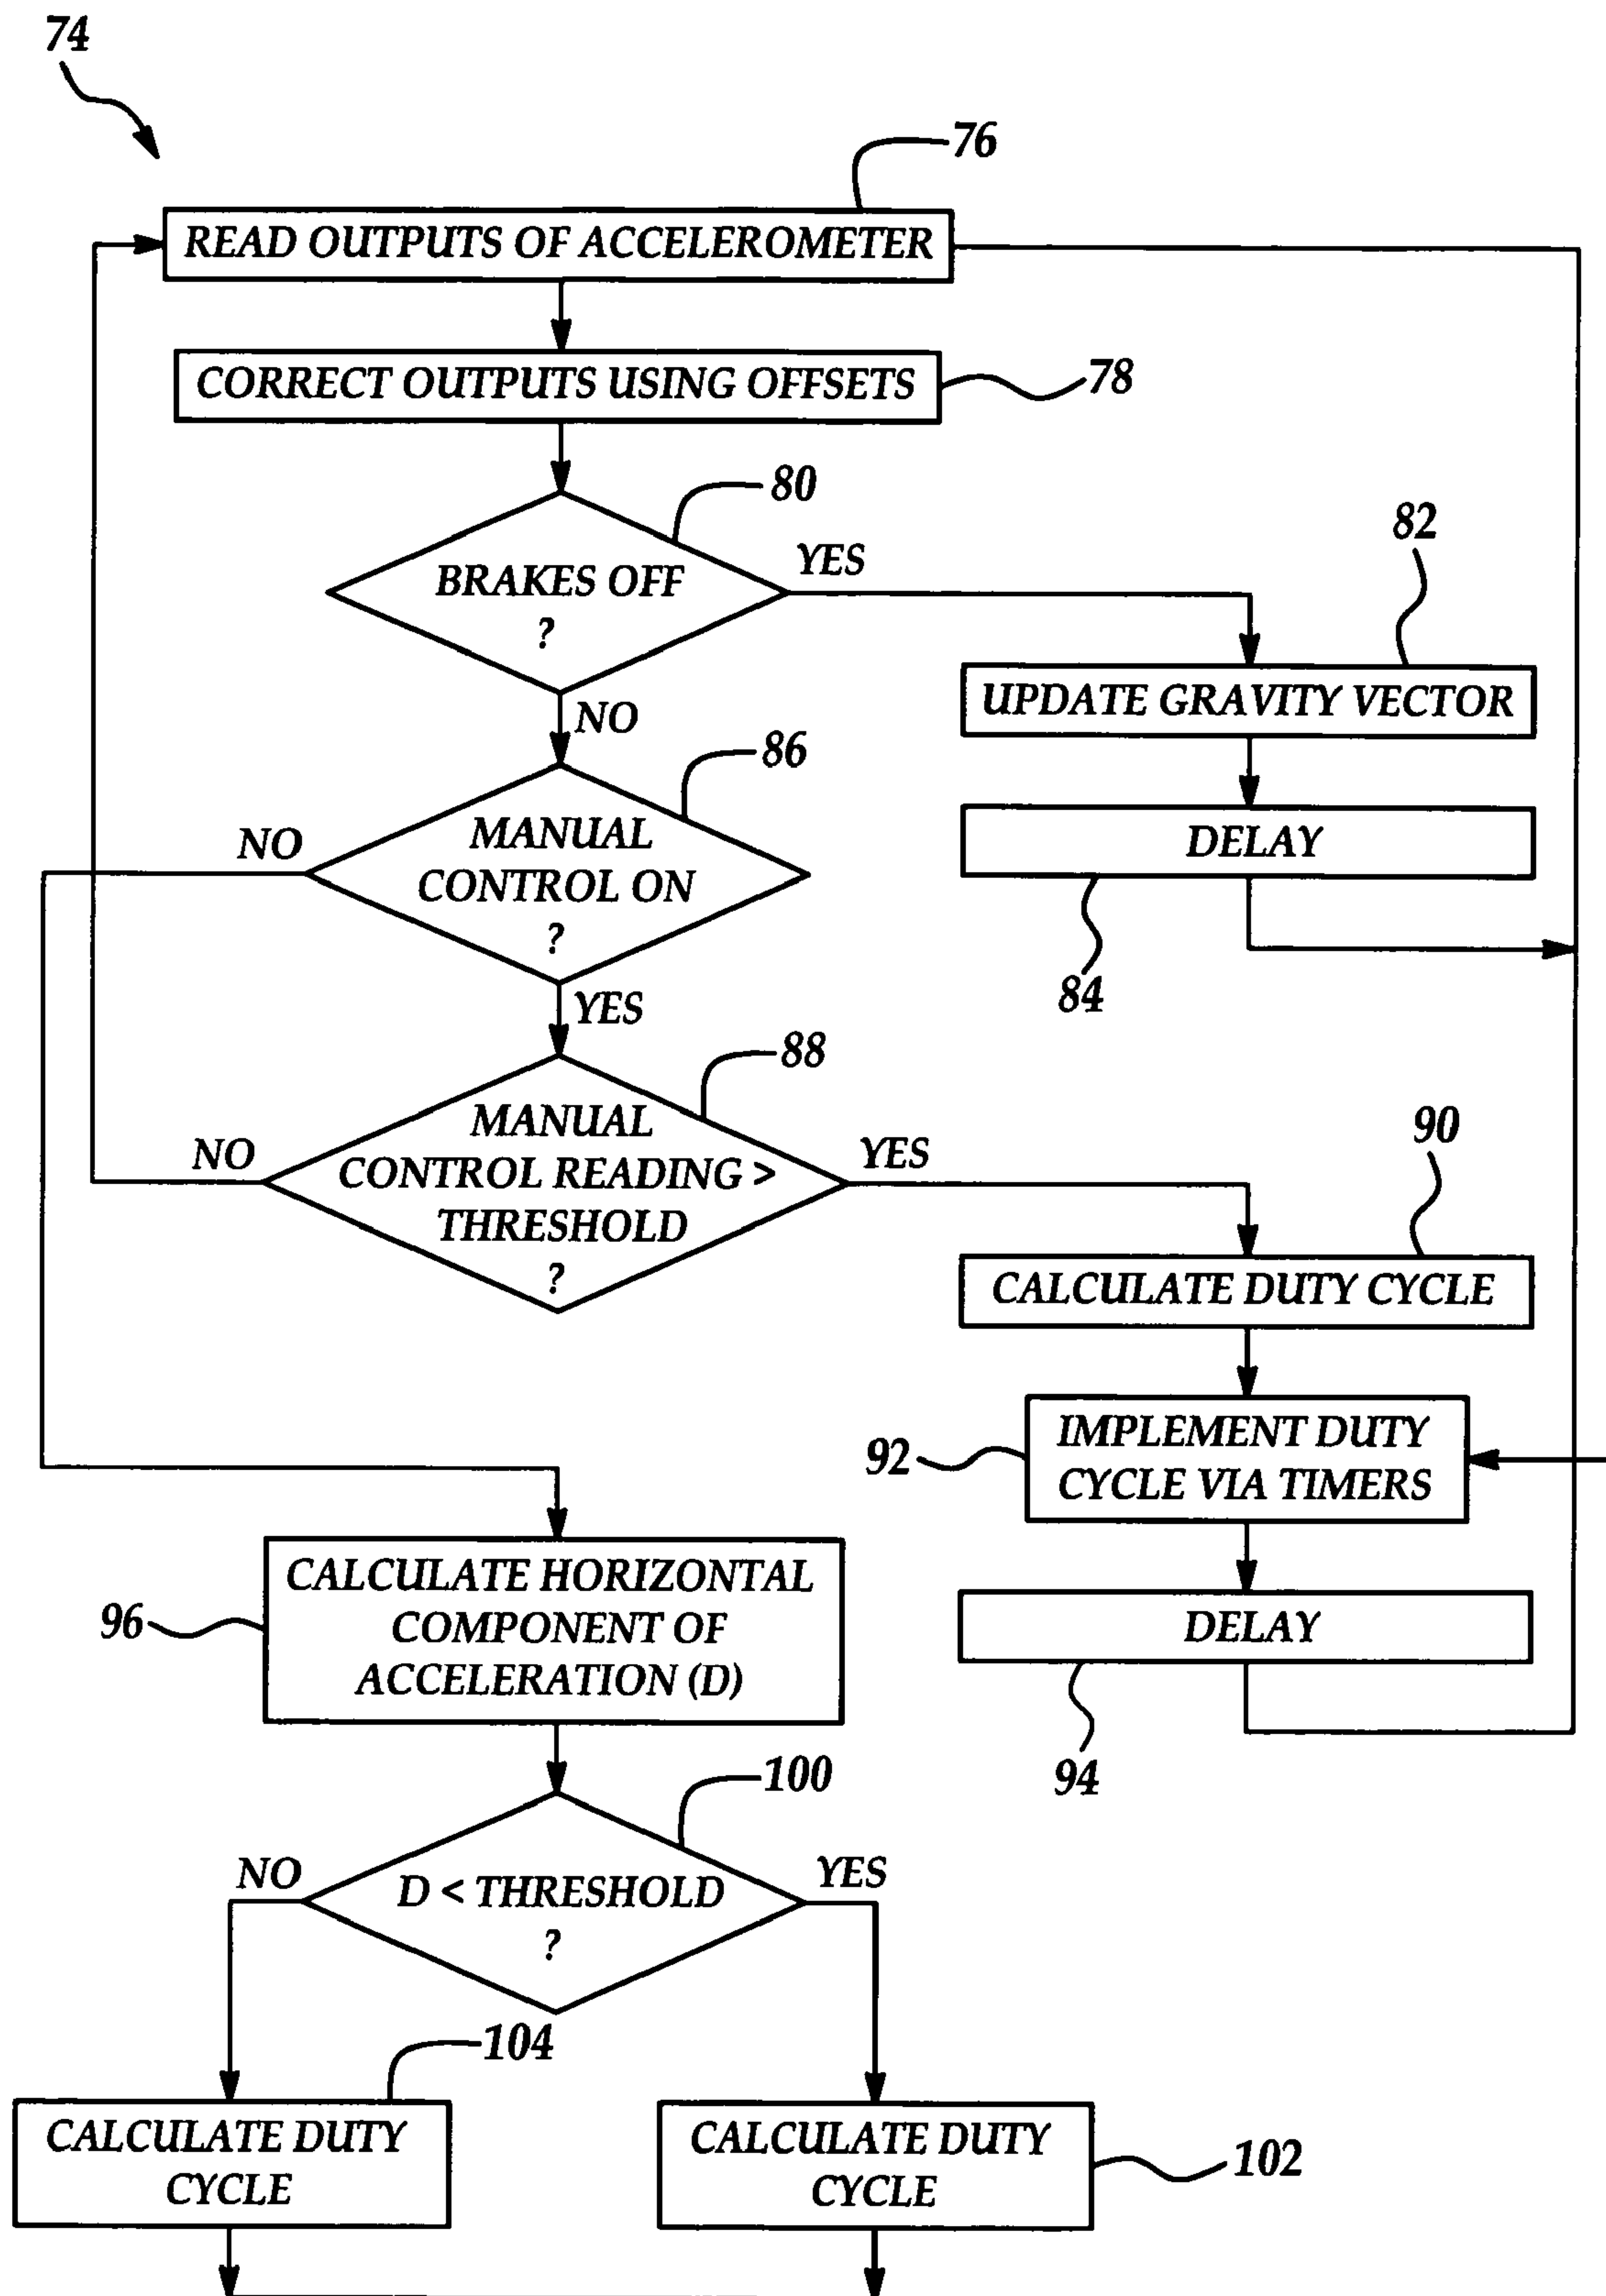 74
76
READ OUTPUTS OF ACCELEROMETER
CORRECT OUTPUTS USING OFFSETS
78
80
BRAKES OFF
?
YES
82
UPDATE GRAVITY VECTOR
NO
86
MANUAL
CONTROL ON
?
NO
DELAY
84
YES
88
MANUAL
CONTROL READING >
THRESHOLD
?
NO
YES
90
CALCULATE DUTY CYCLE
92
IMPLEMENT DUTY
CYCLE VIA TIMERS
96
CALCULATE HORIZONTAL
COMPONENT OF
ACCELERATION (D)
DELAY
94
100
D < THRESHOLD
?
NO
YES
104
CALCULATE DUTY
CYCLE
CALCULATE DUTY
CYCLE
102